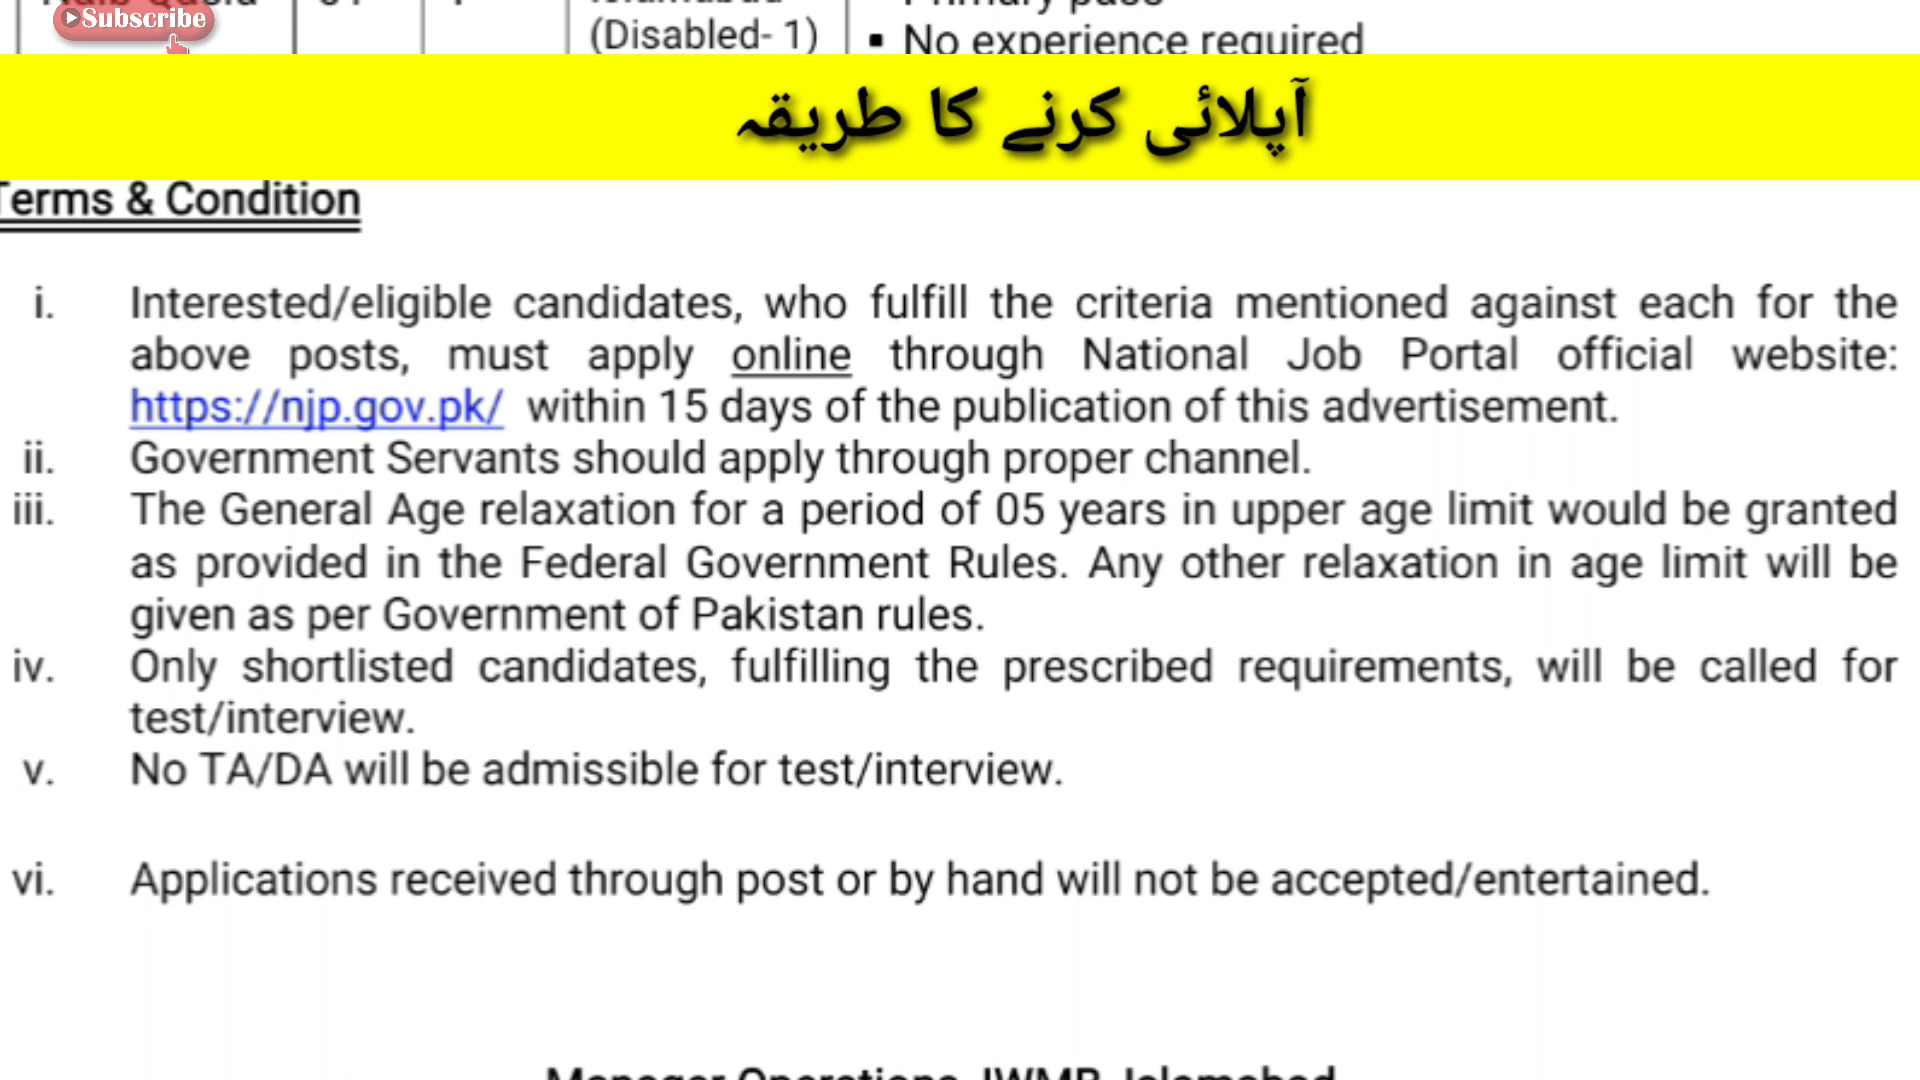 Subscribe
(Disabled- 1)
▪ No experience required
آپلائی کرنے کا طریقہ
Terms & Condition
i. Interested/eligible candidates, who fulfill the criteria mentioned against each for the
above posts, must apply online through National Job Portal official website:
https://njp.gov.pk/ within 15 days of the publication of this advertisement.
ii. Government Servants should apply through proper channel.
iii. The General Age relaxation for a period of 05 years in upper age limit would be granted
as provided in the Federal Government Rules. Any other relaxation in age limit will be
given as per Government of Pakistan rules.
iv. Only shortlisted candidates, fulfilling the prescribed requirements, will be called for
test/interview.
v. No TA/DA will be admissible for test/interview.
vi. Applications received through post or by hand will not be accepted/entertained.
Manager Operations, IWMB, Islamabad